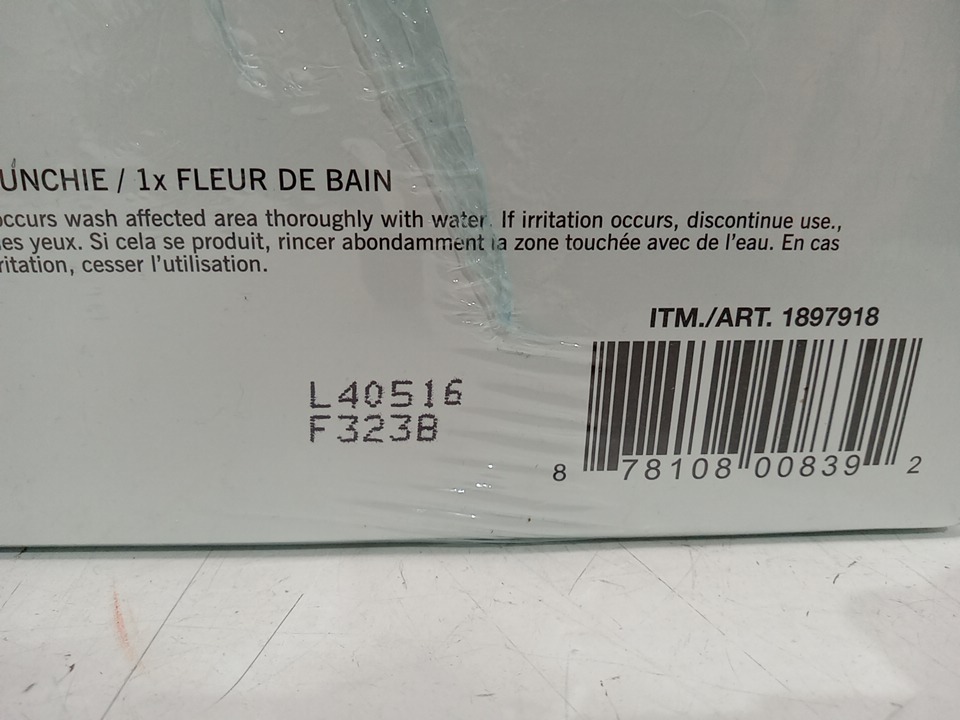 UNCHIE / 1x FLEUR DE BAIN
occurs wash affected area thoroughly with water. If irritation occurs, discontinue use.,
es yeux. Si cela se produit, rincer abondamment la zone touchée avec de l'eau. En cas
ritation, cesser l'utilisation.
ITM./ART. 1897918
L40516
F323B
8 78108 00839 2